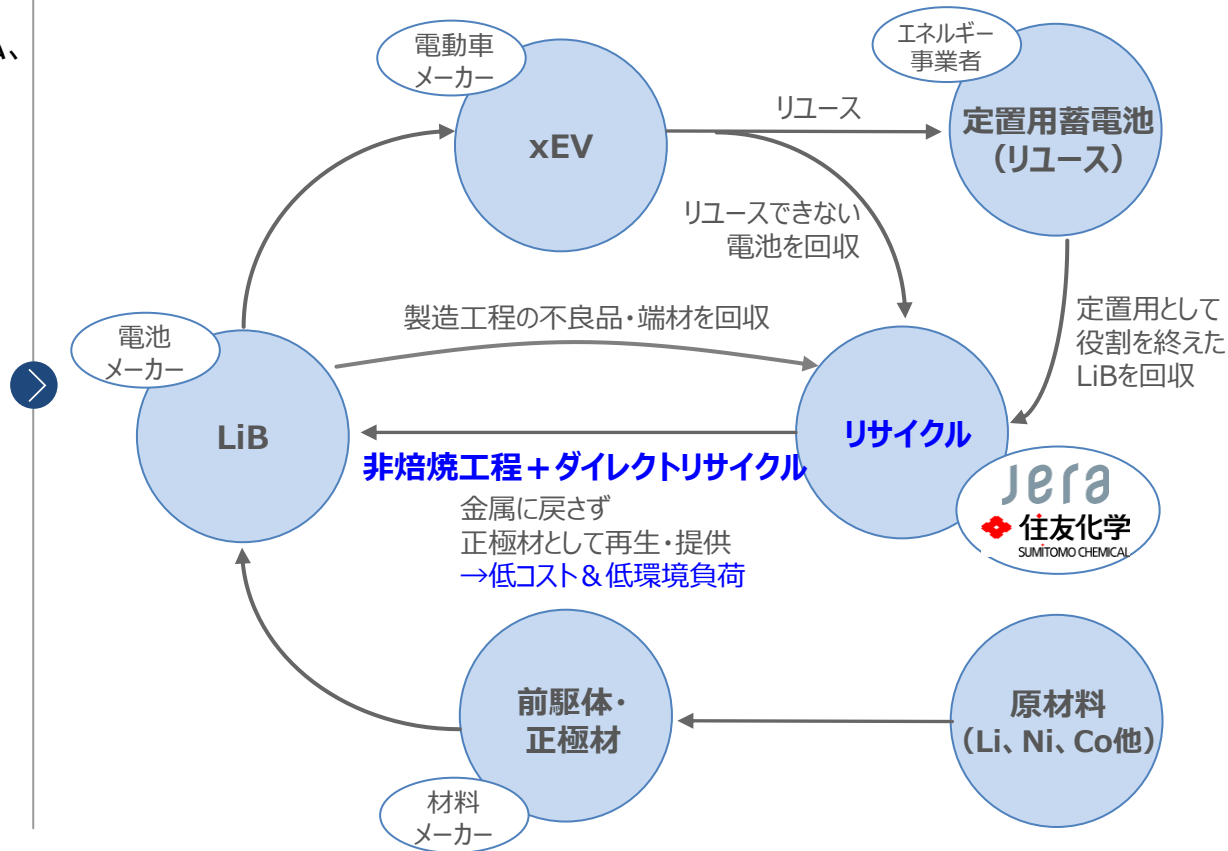 A、
電動車
メーカー
xEV
エネルギー
事業者
リユース
定置用蓄電池
（リユース）
リユースできない
電池を回収
製造工程の不良品・端材を回収
定置用として
役割を終えた
LiBを回収
電池
メーカー
LiB
リサイクル
非焙焼工程＋ダイレクトリサイクル
金属に戻さず
正極材として再生・提供
→低コスト＆低環境負荷
Jera
住友化学
SUMITOMO CHEMICAL
前駆体・
正極材
材料
メーカー
原材料
（Li、Ni、Co他）